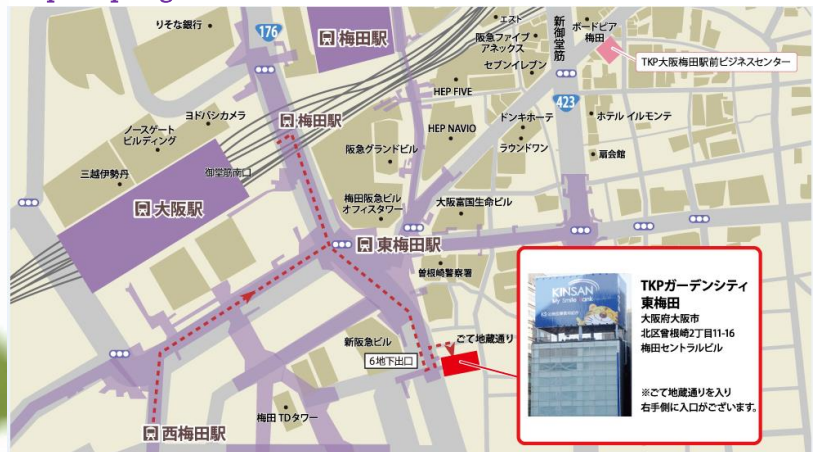 りそな銀行
176
梅田駅
エスト
阪急ファイブ
アネックス
セブンイレブン
新御堂筋
ボードピア
梅田
TKP大阪梅田駅前ビジネスセンター
HEP FIVE
423
ヨドバシカメラ
ノースゲート
ビルディング
梅田駅
HEP NAVIO
ドンキホーテ
ホテル イルモンテ
ラウンドワン
阪急グランドビル
扇会館
三越伊勢丹
御堂筋南口
大阪駅
梅田阪急ビル
オフィスタワー
大阪富国生命ビル
東梅田駅
曽根崎警察署
新阪急ビル
ごて地蔵通り
6地下出口
梅田 TDタワー
西梅田駅
KINSAN
My Smile Bank
TKPガーデンシティ
東梅田
大阪府大阪市
北区曽根崎2丁目11-16
梅田セントラルビル
※ごて地蔵通りを入り
右手側に入口がございます。